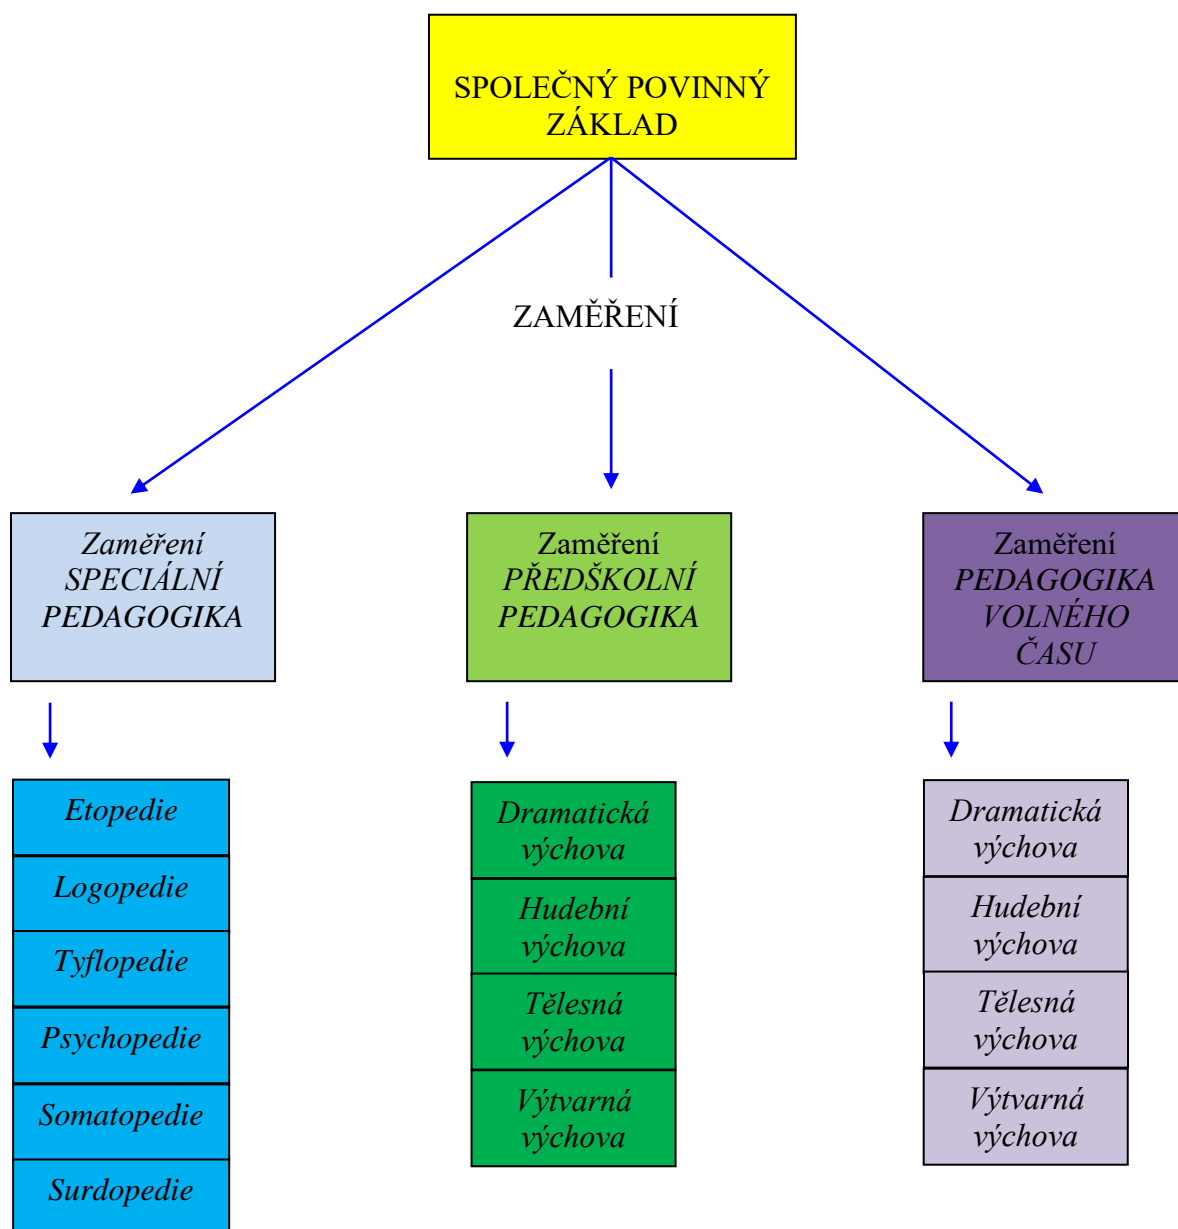 SPOLEČNÝ POVINNÝ
ZÁKLAD
ZAMĚŘENÍ
Zaměření
SPECIÁLNÍ
PEDAGOGIKA
Zaměření
PŘEDŠKOLNÍ
PEDAGOGIKA
Zaměření
PEDAGOGIKA
VOLNÉHO
ČASU
Etopedie
Logopedie
Tyflopedie
Psychopedie
Somatopedie
Surdopedie
Dramatická
výchova
Hudební
výchova
Tělesná
výchova
Výtvarná
výchova
Dramatická
výchova
Hudební
výchova
Tělesná
výchova
Výtvarná
výchova